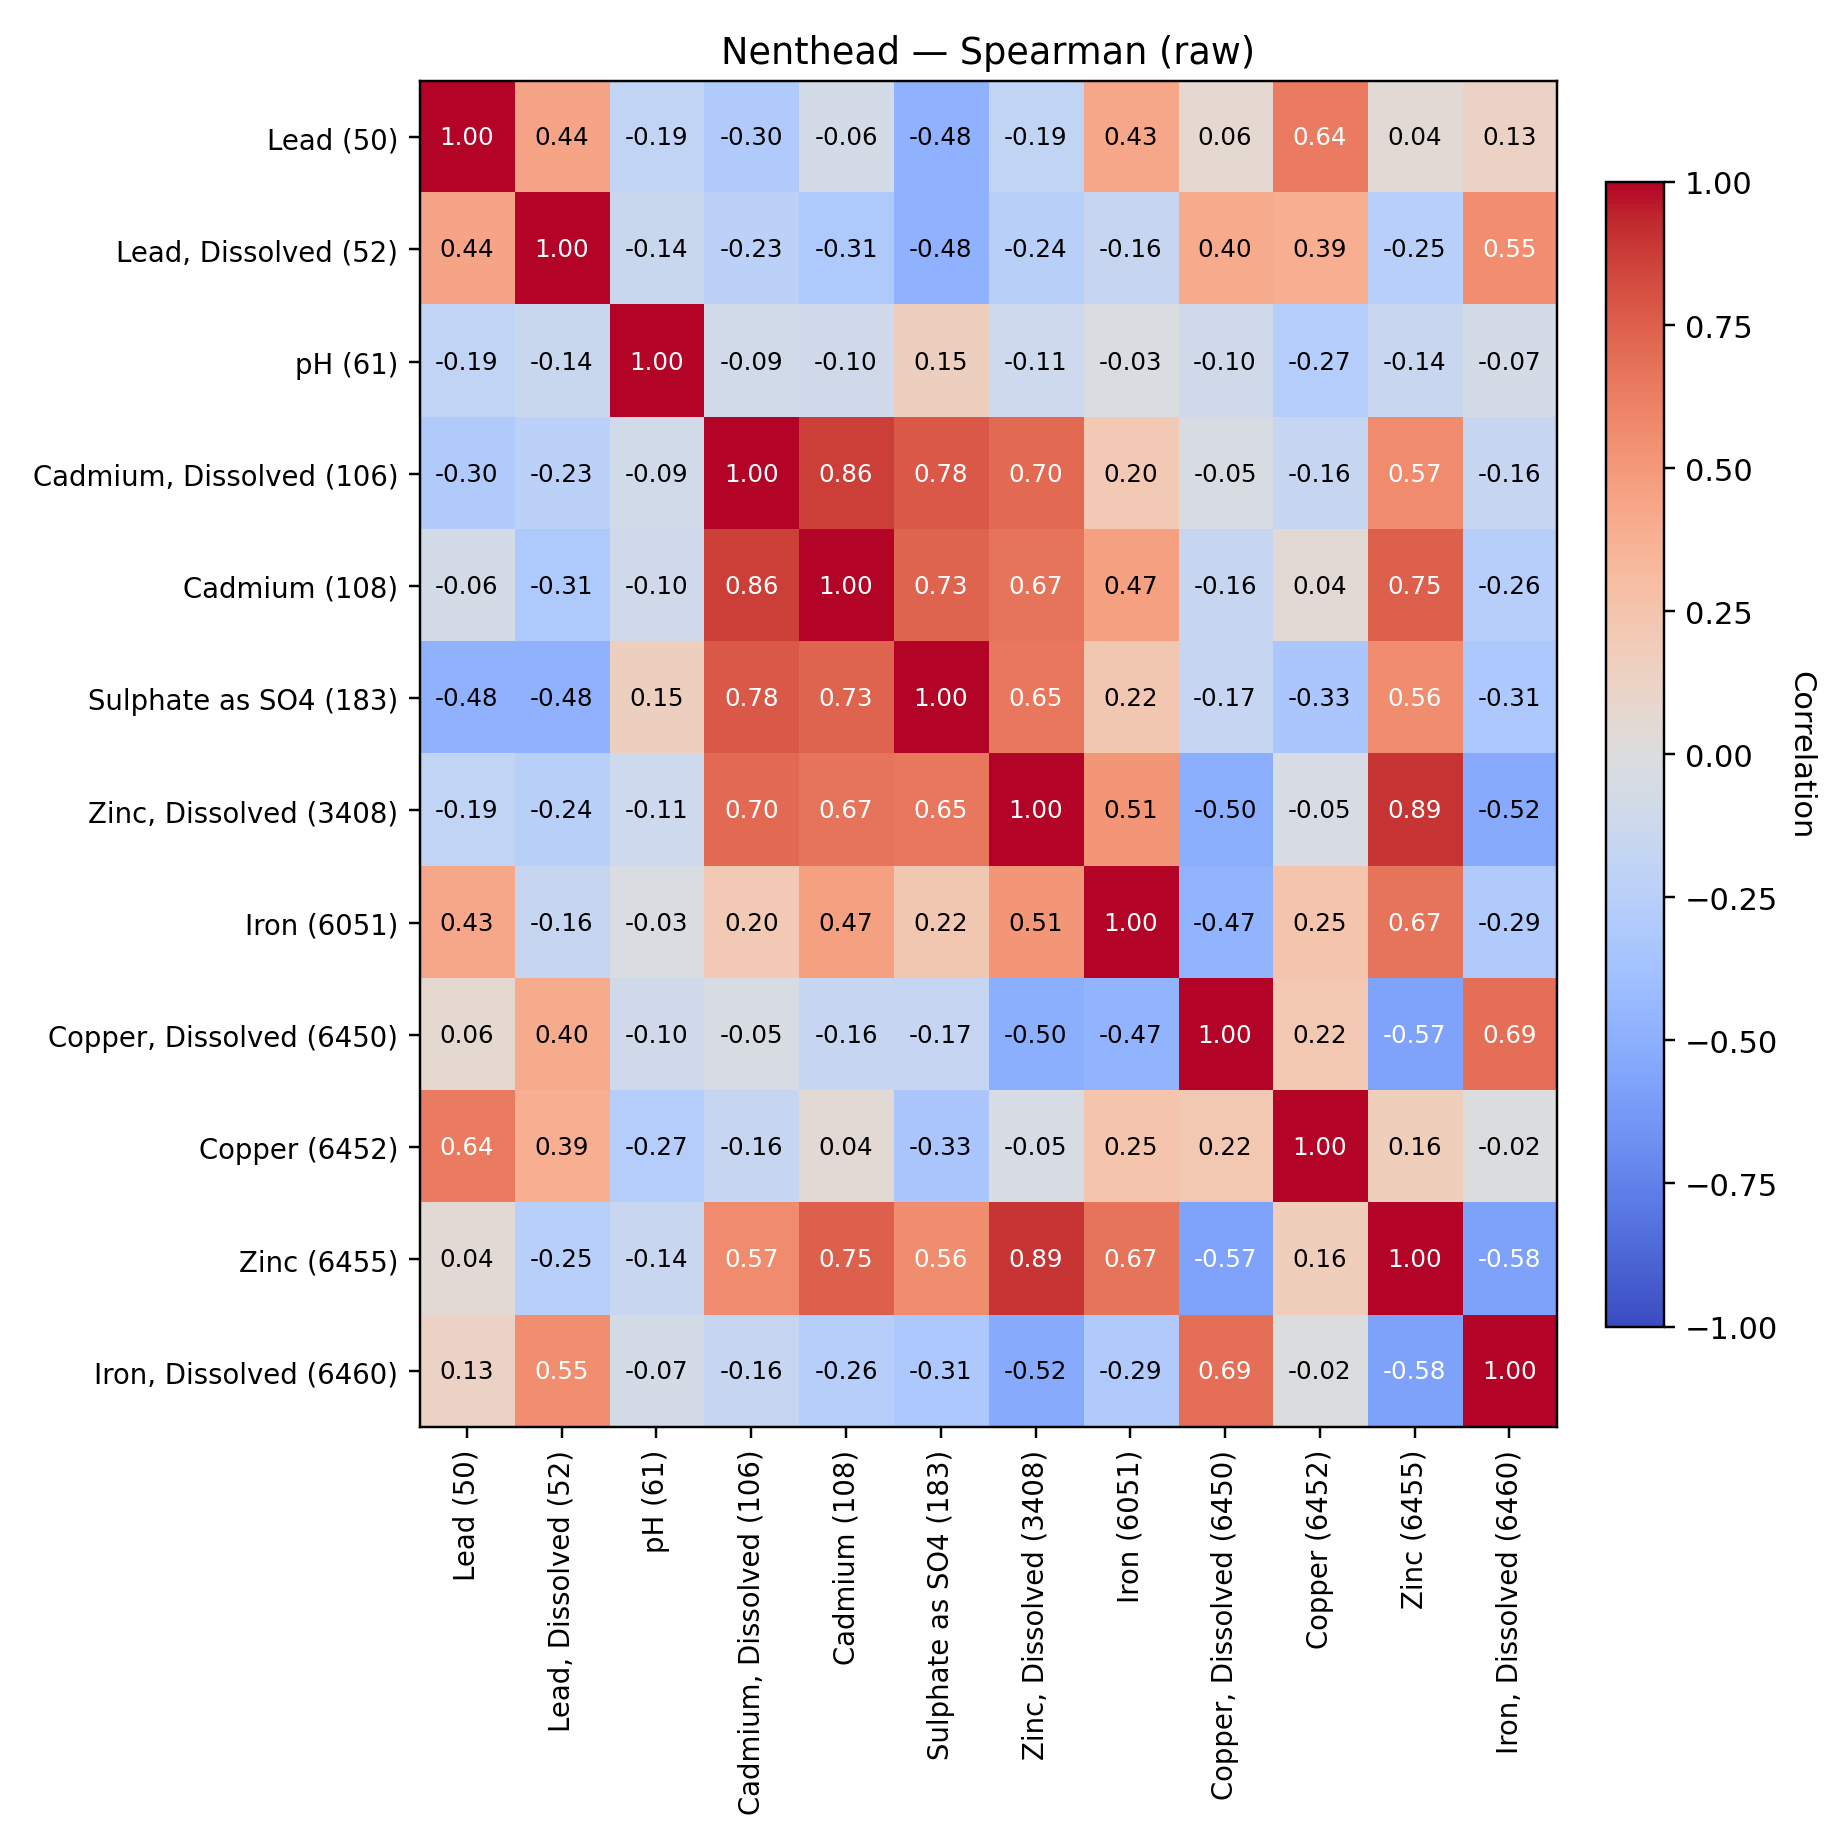 Nenthead — Spearman (raw)
Lead (50) 1.00 0.44 -0.19 -0.30 -0.06 -0.48 -0.19 0.43 0.06 0.64 0.04 0.13
Lead, Dissolved (52) 0.44 1.00 -0.14 -0.23 -0.31 -0.48 -0.24 -0.16 0.40 0.39 -0.25 0.55
pH (61) -0.19 -0.14 1.00 -0.09 -0.10 0.15 -0.11 -0.03 -0.10 -0.27 -0.14 -0.07
Cadmium, Dissolved (106) -0.30 -0.23 -0.09 1.00 0.86 0.78 0.70 0.20 -0.05 -0.16 0.57 -0.16
Cadmium (108) -0.06 -0.31 -0.10 0.86 1.00 0.73 0.67 0.47 -0.16 0.04 0.75 -0.26
Sulphate as SO4 (183) -0.48 -0.48 0.15 0.78 0.73 1.00 0.65 0.22 -0.17 -0.33 0.56 -0.31
Zinc, Dissolved (3408) -0.19 -0.24 -0.11 0.70 0.67 0.65 1.00 0.51 -0.50 -0.05 0.89 -0.52
Iron (6051) 0.43 -0.16 -0.03 0.20 0.47 0.22 0.51 1.00 -0.47 0.25 0.67 -0.29
Copper, Dissolved (6450) 0.06 0.40 -0.10 -0.05 -0.16 -0.17 -0.50 -0.47 1.00 0.22 -0.57 0.69
Copper (6452) 0.64 0.39 -0.27 -0.16 0.04 -0.33 -0.05 0.25 0.22 1.00 0.16 -0.02
Zinc (6455) 0.04 -0.25 -0.14 0.57 0.75 0.56 0.89 0.67 -0.57 0.16 1.00 -0.58
Iron, Dissolved (6460) 0.13 0.55 -0.07 -0.16 -0.26 -0.31 -0.52 -0.29 0.69 -0.02 -0.58 1.00
Lead (50)
Lead, Dissolved (52)
pH (61)
Cadmium, Dissolved (106)
Cadmium (108)
Sulphate as SO4 (183)
Zinc, Dissolved (3408)
Iron (6051)
Copper, Dissolved (6450)
Copper (6452)
Zinc (6455)
Iron, Dissolved (6460)
1.00
0.75
0.50
0.25
0.00
−0.25
−0.50
−0.75
−1.00
Correlation